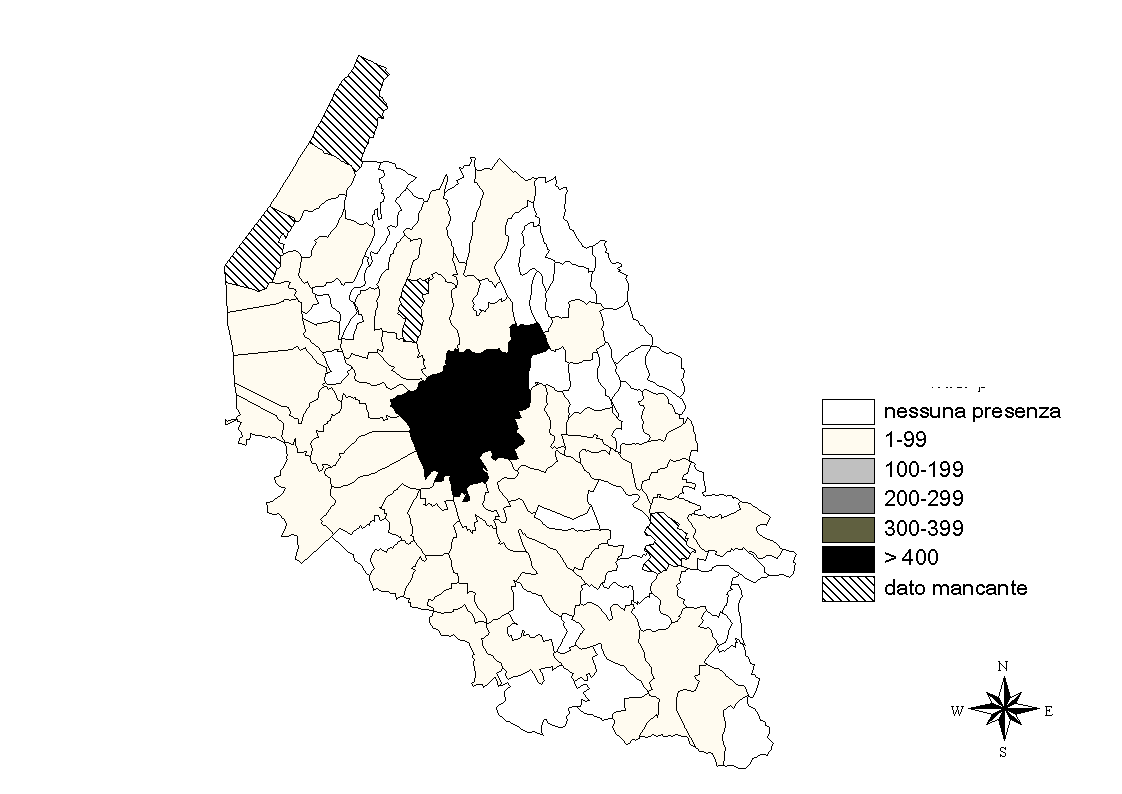 nessuna presenza
1-99
100-199
200-299
300-399
> 400
dato mancante
N
W E
S